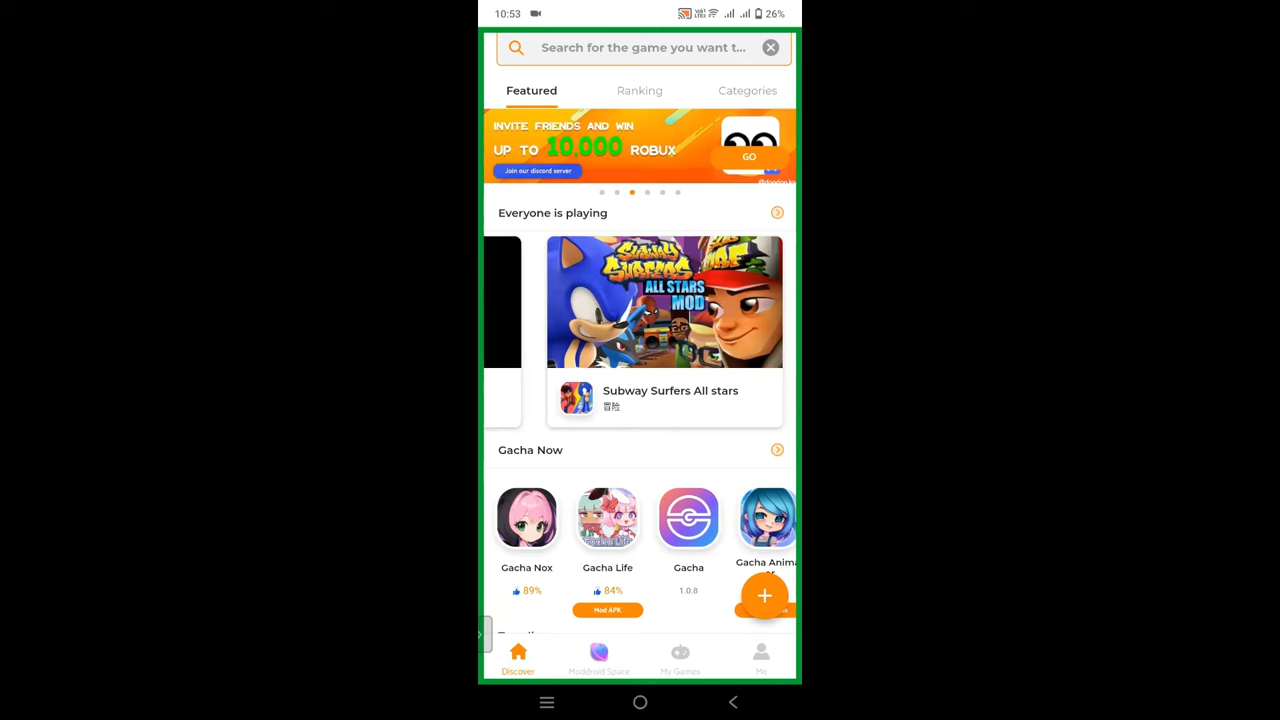 10:53
26%
Search for the game you want t...
Featured
Ranking
Categories
INVITE FRIENDS AND WIN
UP TO 10,000 ROBUX
GO
Join our discord server
Everyone is playing
SUBWAY
SURFERS
ALL STARS
MOD
Subway Surfers All stars
冒险
Gacha Now
Gacha Life
Gacha Nox
Gacha Life
Gacha
Gacha Anima
89%
84%
1.0.8
Mod APK
Discover
Moddroid Space
My Games
Me